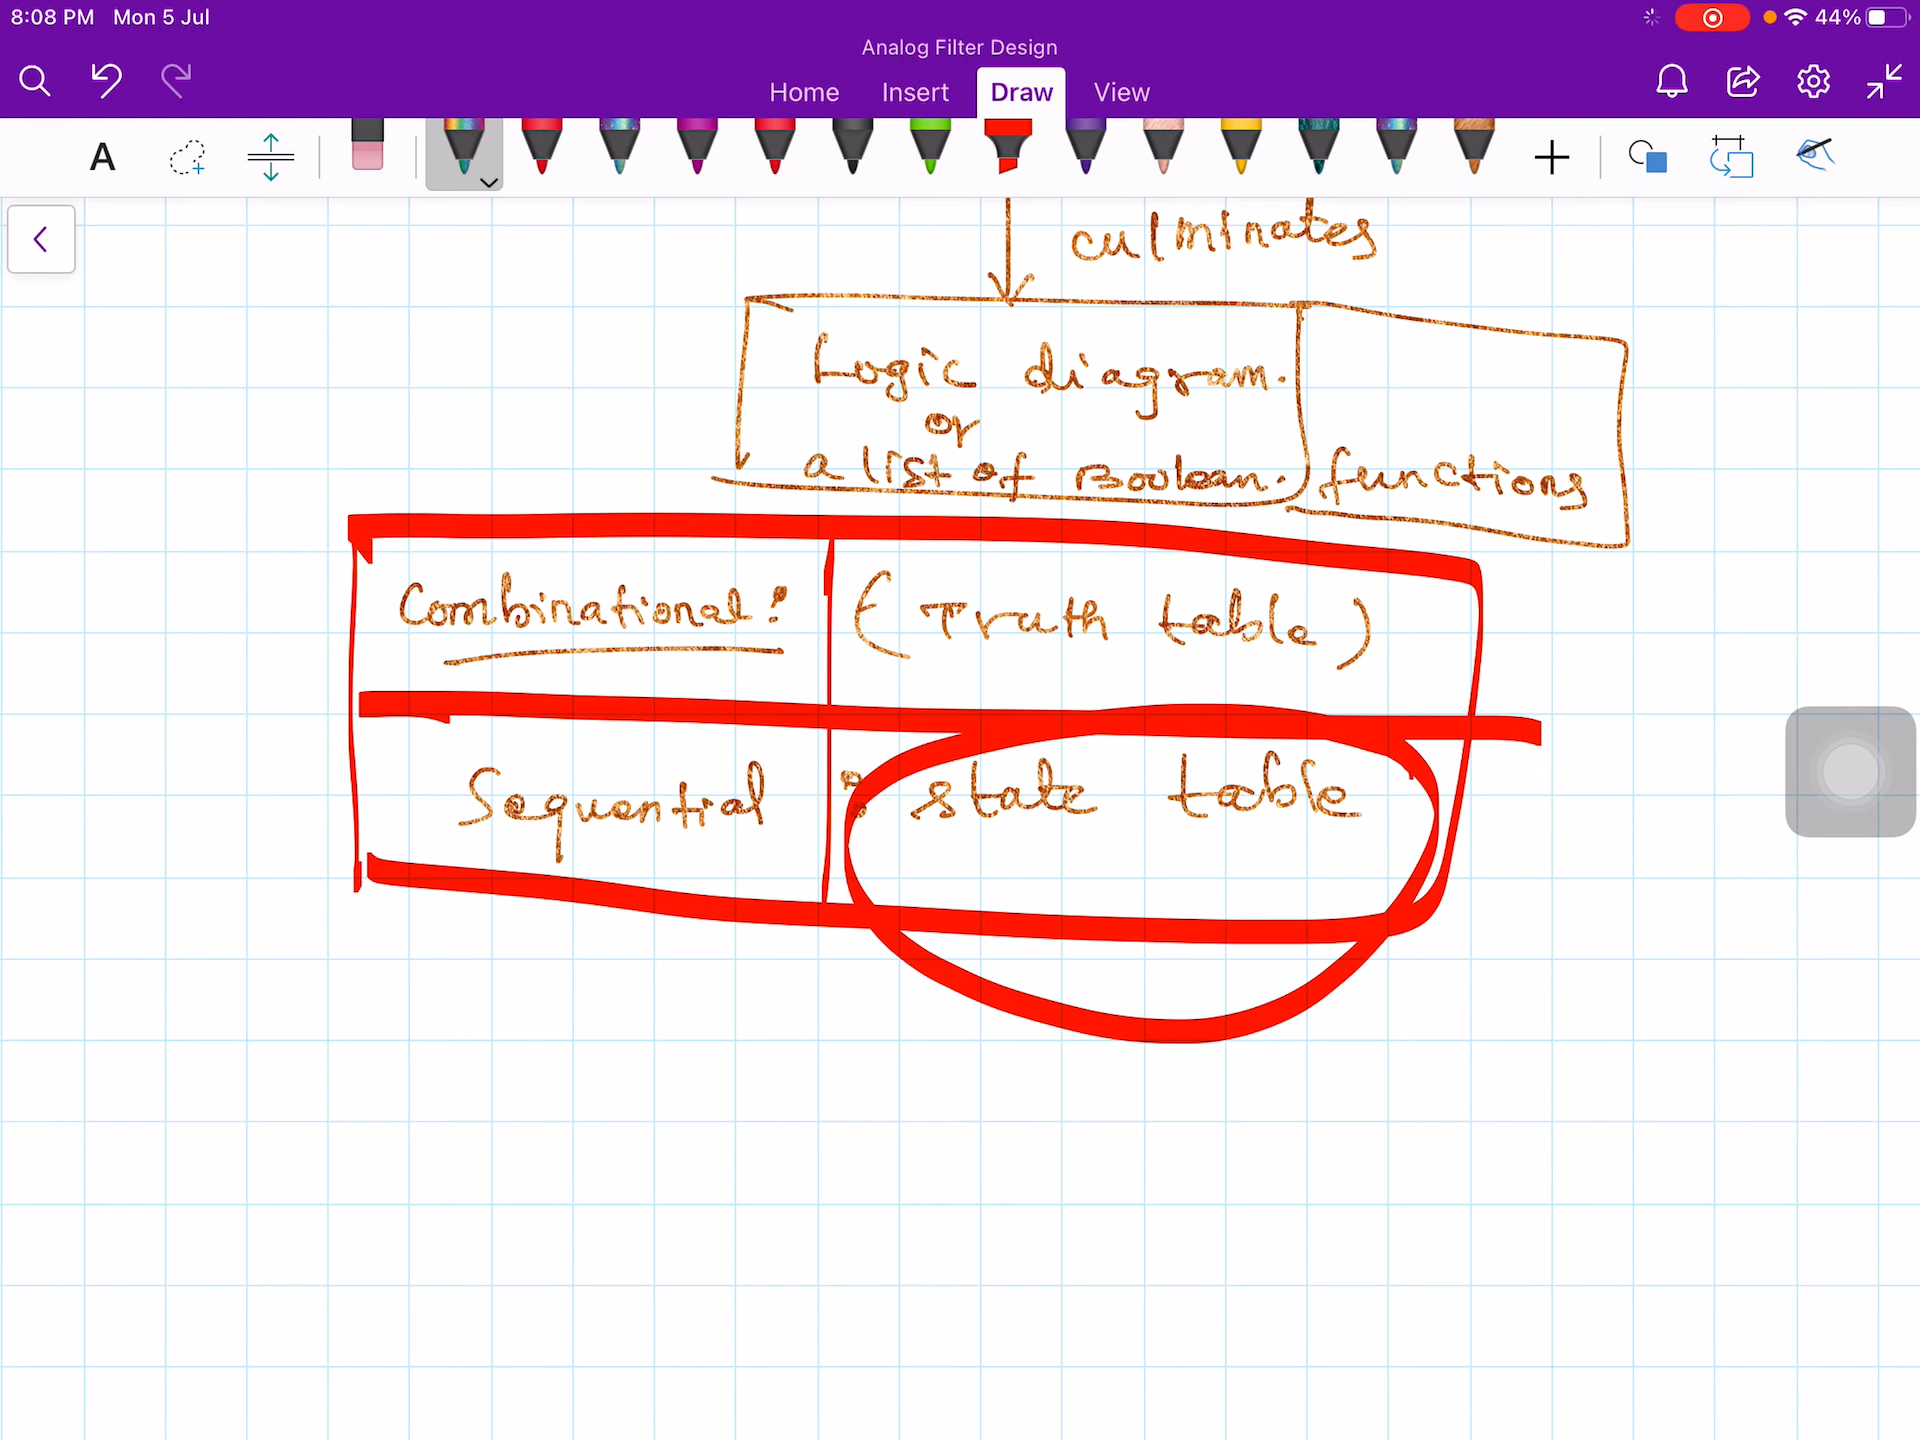 8:08 PM Mon 5 Jul
44%
Analog Filter Design
Home Insert Draw View
A
culminates
Logic diagram.
or
a list of Boolean. functions
Combinational: (Truth table)
Sequential : state table